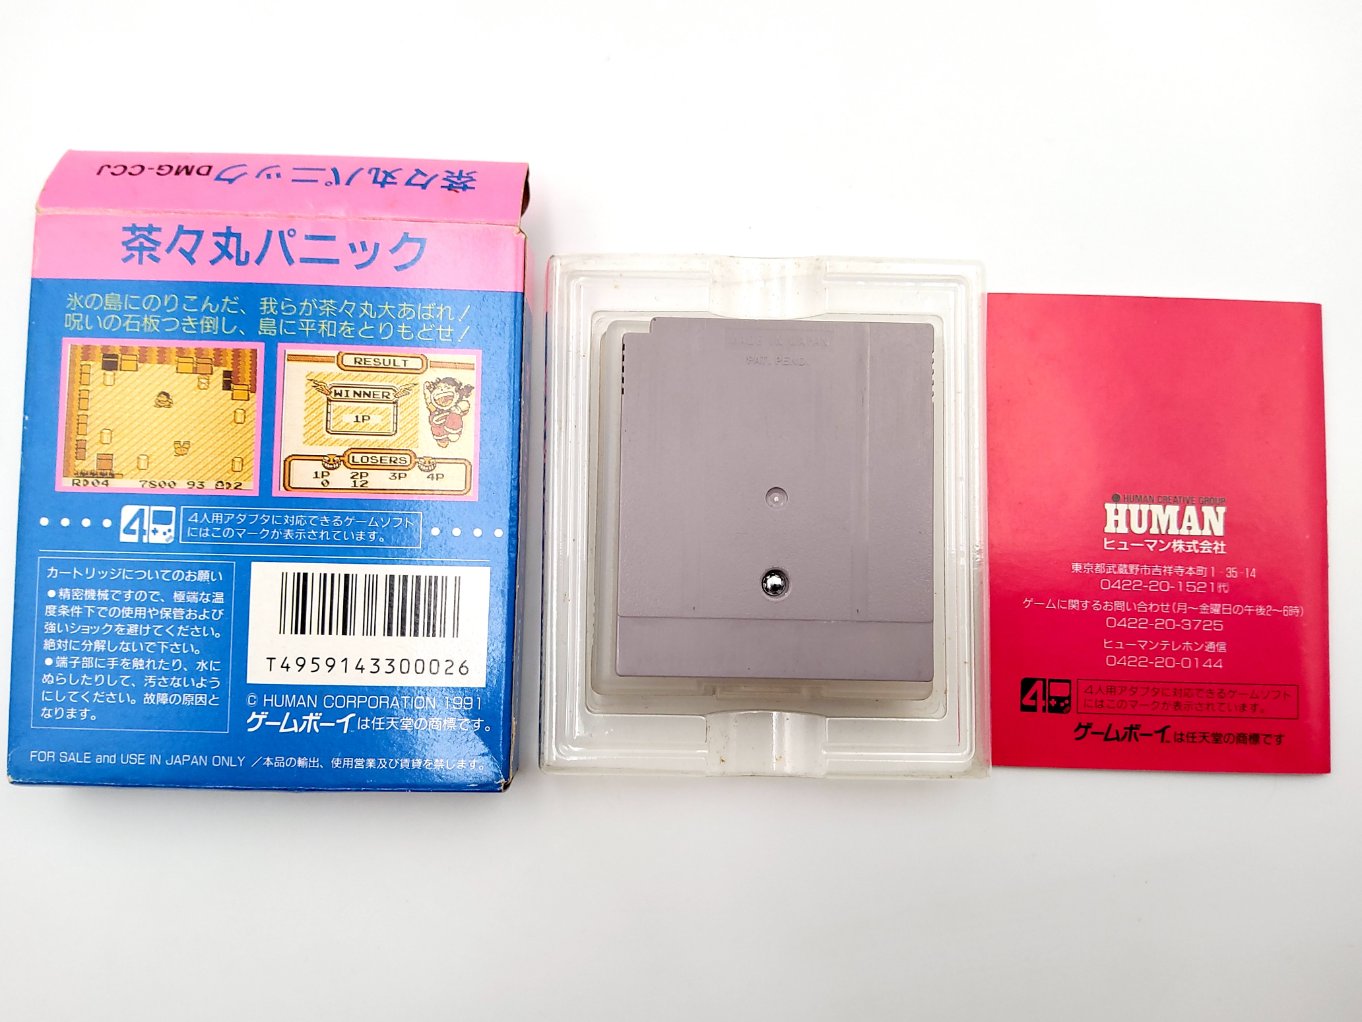 茶々丸パニック DMG-CCJ
茶々丸パニック
氷の島にのりこんだ、我らが茶々丸大あばれ!
呪いの石板つき倒し、島に平和をとりもどせ!
R 04 7800 93 2
RESULT
WINNER
1P
LOSERS
1P 2P 3P 4P
0 12
4
4人用アダプタに対応できるゲームソフト
にはこのマークが表示されています。
カートリッジについてのお願い
●精密機械ですので、極端な温
度条件下での使用や保管および
強いショックを避けてください。
絶対に分解しないで下さい。
●端子部に手を触れたり、水に
ぬらしたりして、汚さないよう
にしてください。故障の原因と
なります。
T4959143300026
© HUMAN CORPORATION 1991
ゲームボーイは任天堂の商標です。
FOR SALE and USE IN JAPAN ONLY /本品の輸出、使用営業及び賃貸を禁じます。
MADE IN JAPAN
PAT. PEND.
HUMAN CREATIVE GROUP
HUMAN
ヒューマン株式会社
東京都武蔵野市吉祥寺本町1-35-14
0422-20-1521㈹
ゲームに関するお問い合わせ(月〜金曜日の午後2〜6時)
0422-20-3725
ヒューマンテレホン通信
0422-20-0144
4
4人用アダプタに対応できるゲームソフト
にはこのマークが表示されています。
ゲームボーイ™は任天堂の商標です